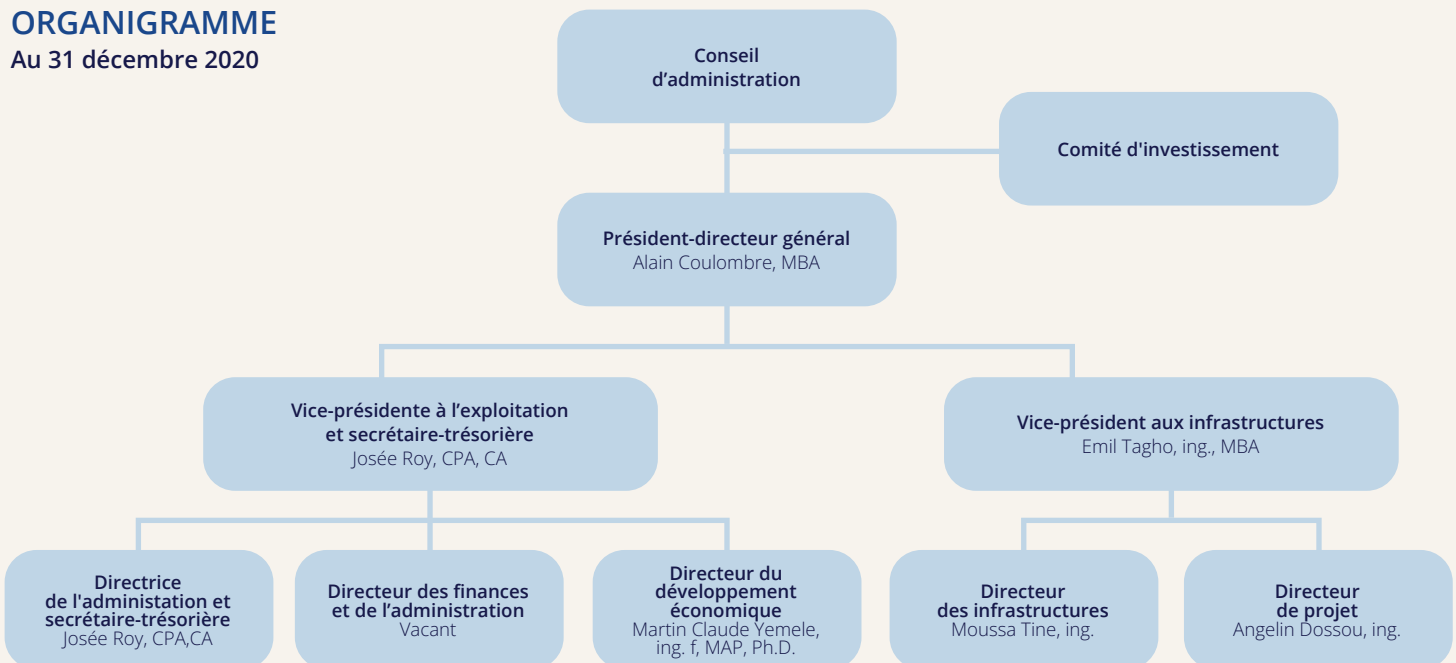 ORGANIGRAMME
Au 31 décembre 2020
Conseil
d’administration
Comité d'investissement
Président-directeur général
Alain Coulombre, MBA
Vice-présidente à l’exploitation
et secrétaire-trésorière
Josée Roy, CPA, CA
Vice-président aux infrastructures
Emil Tagho, ing., MBA
Directrice
de l'administation et
secrétaire-trésorière
Josée Roy, CPA,CA
Directeur des finances
et de l’administration
Vacant
Directeur du
développement
économique
Martin Claude Yemele,
ing. f, MAP, Ph.D.
Directeur
des infrastructures
Moussa Tine, ing.
Directeur
de projet
Angelin Dossou, ing.